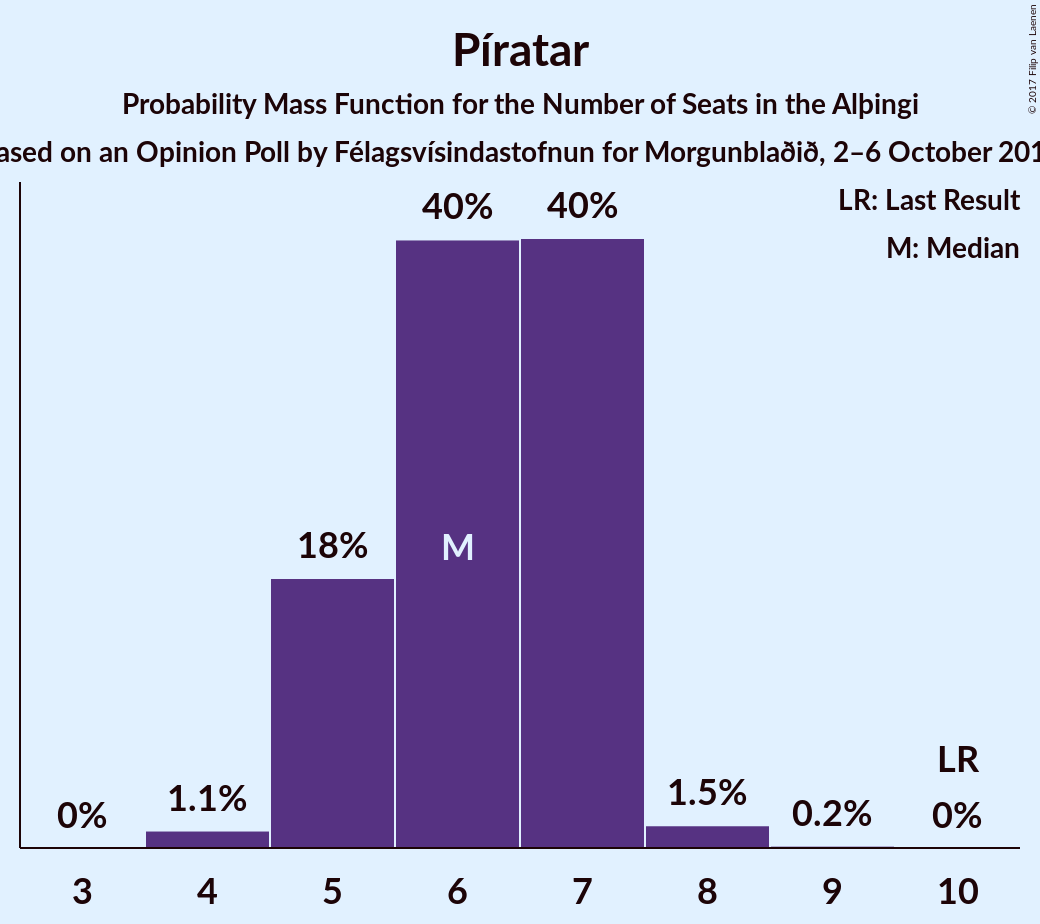 Píratar
Probability Mass Function for the Number of Seats in the Alþingi
ased on an Opinion Poll by Félagsvísindastofnun for Morgunblaðið, 2–6 October 201
© 2017 Filip van Laenen
LR: Last Result
M: Median
0%
1.1%
18%
40%
40%
1.5%
0.2%
0%
LR
M
3 4 5 6 7 8 9 10